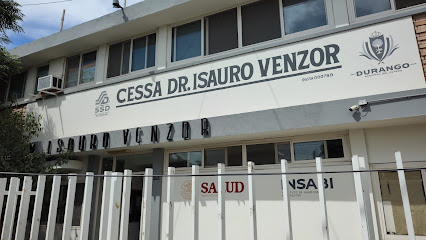 CESSA DR. ISAURO VENZOR
SSD
DURANGO
ISAURO VENZOR
SALUD
INSABI